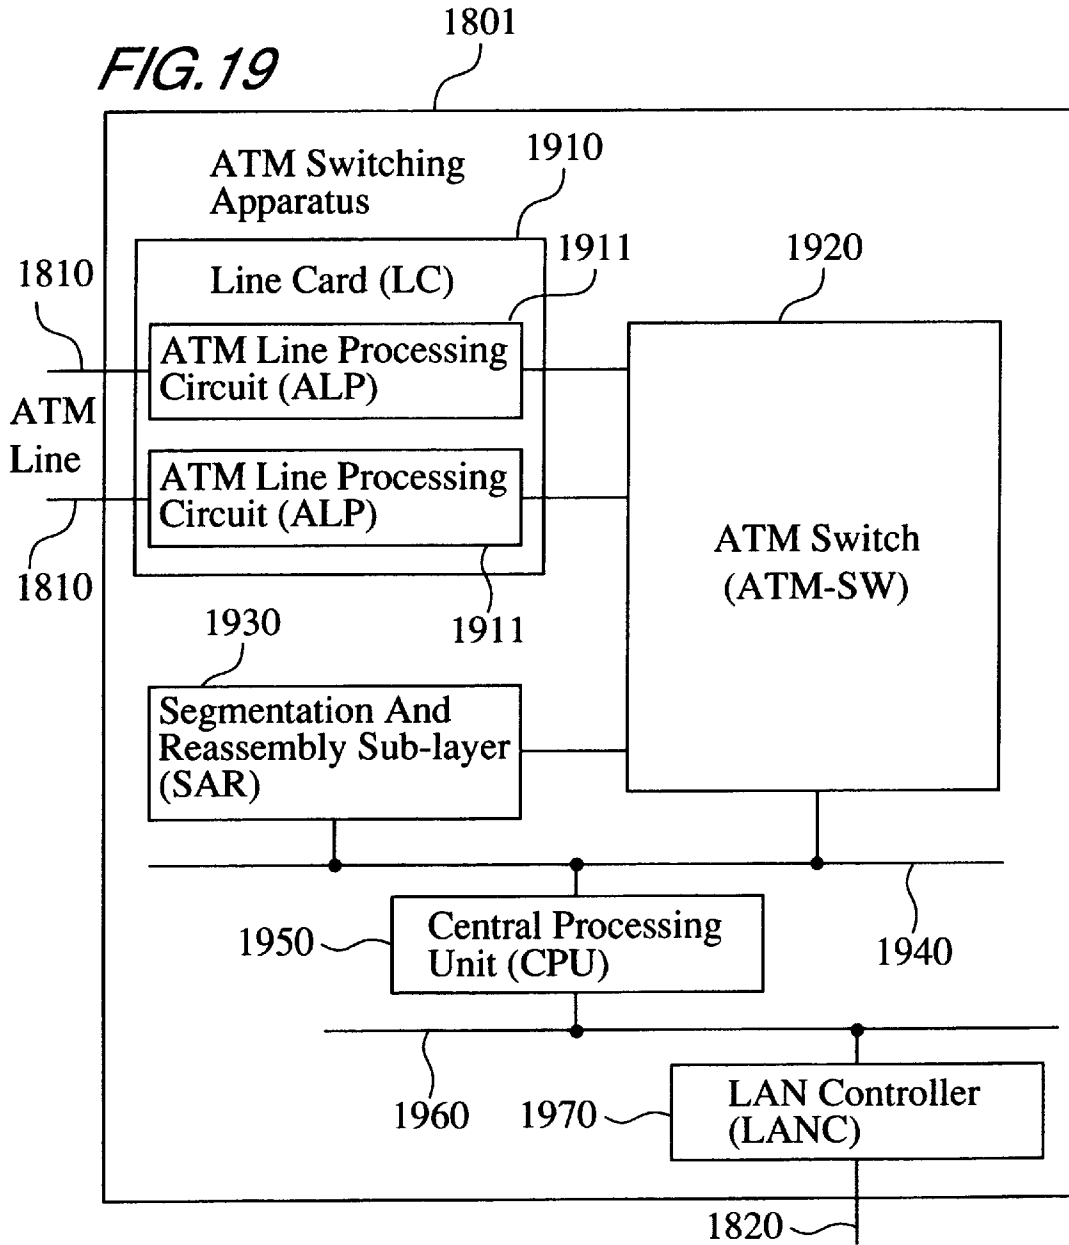 FIG.19
1801
ATM Switching
Apparatus
1910
Line Card (LC)
1911
1920
1810
ATM Line Processing
Circuit (ALP)
ATM
Line
ATM Line Processing
Circuit (ALP)
1810
1911
ATM Switch
(ATM-SW)
1930
Segmentation And
Reassembly Sub-layer
(SAR)
1950
Central Processing
Unit (CPU)
1940
1960
1970
LAN Controller
(LANC)
1820